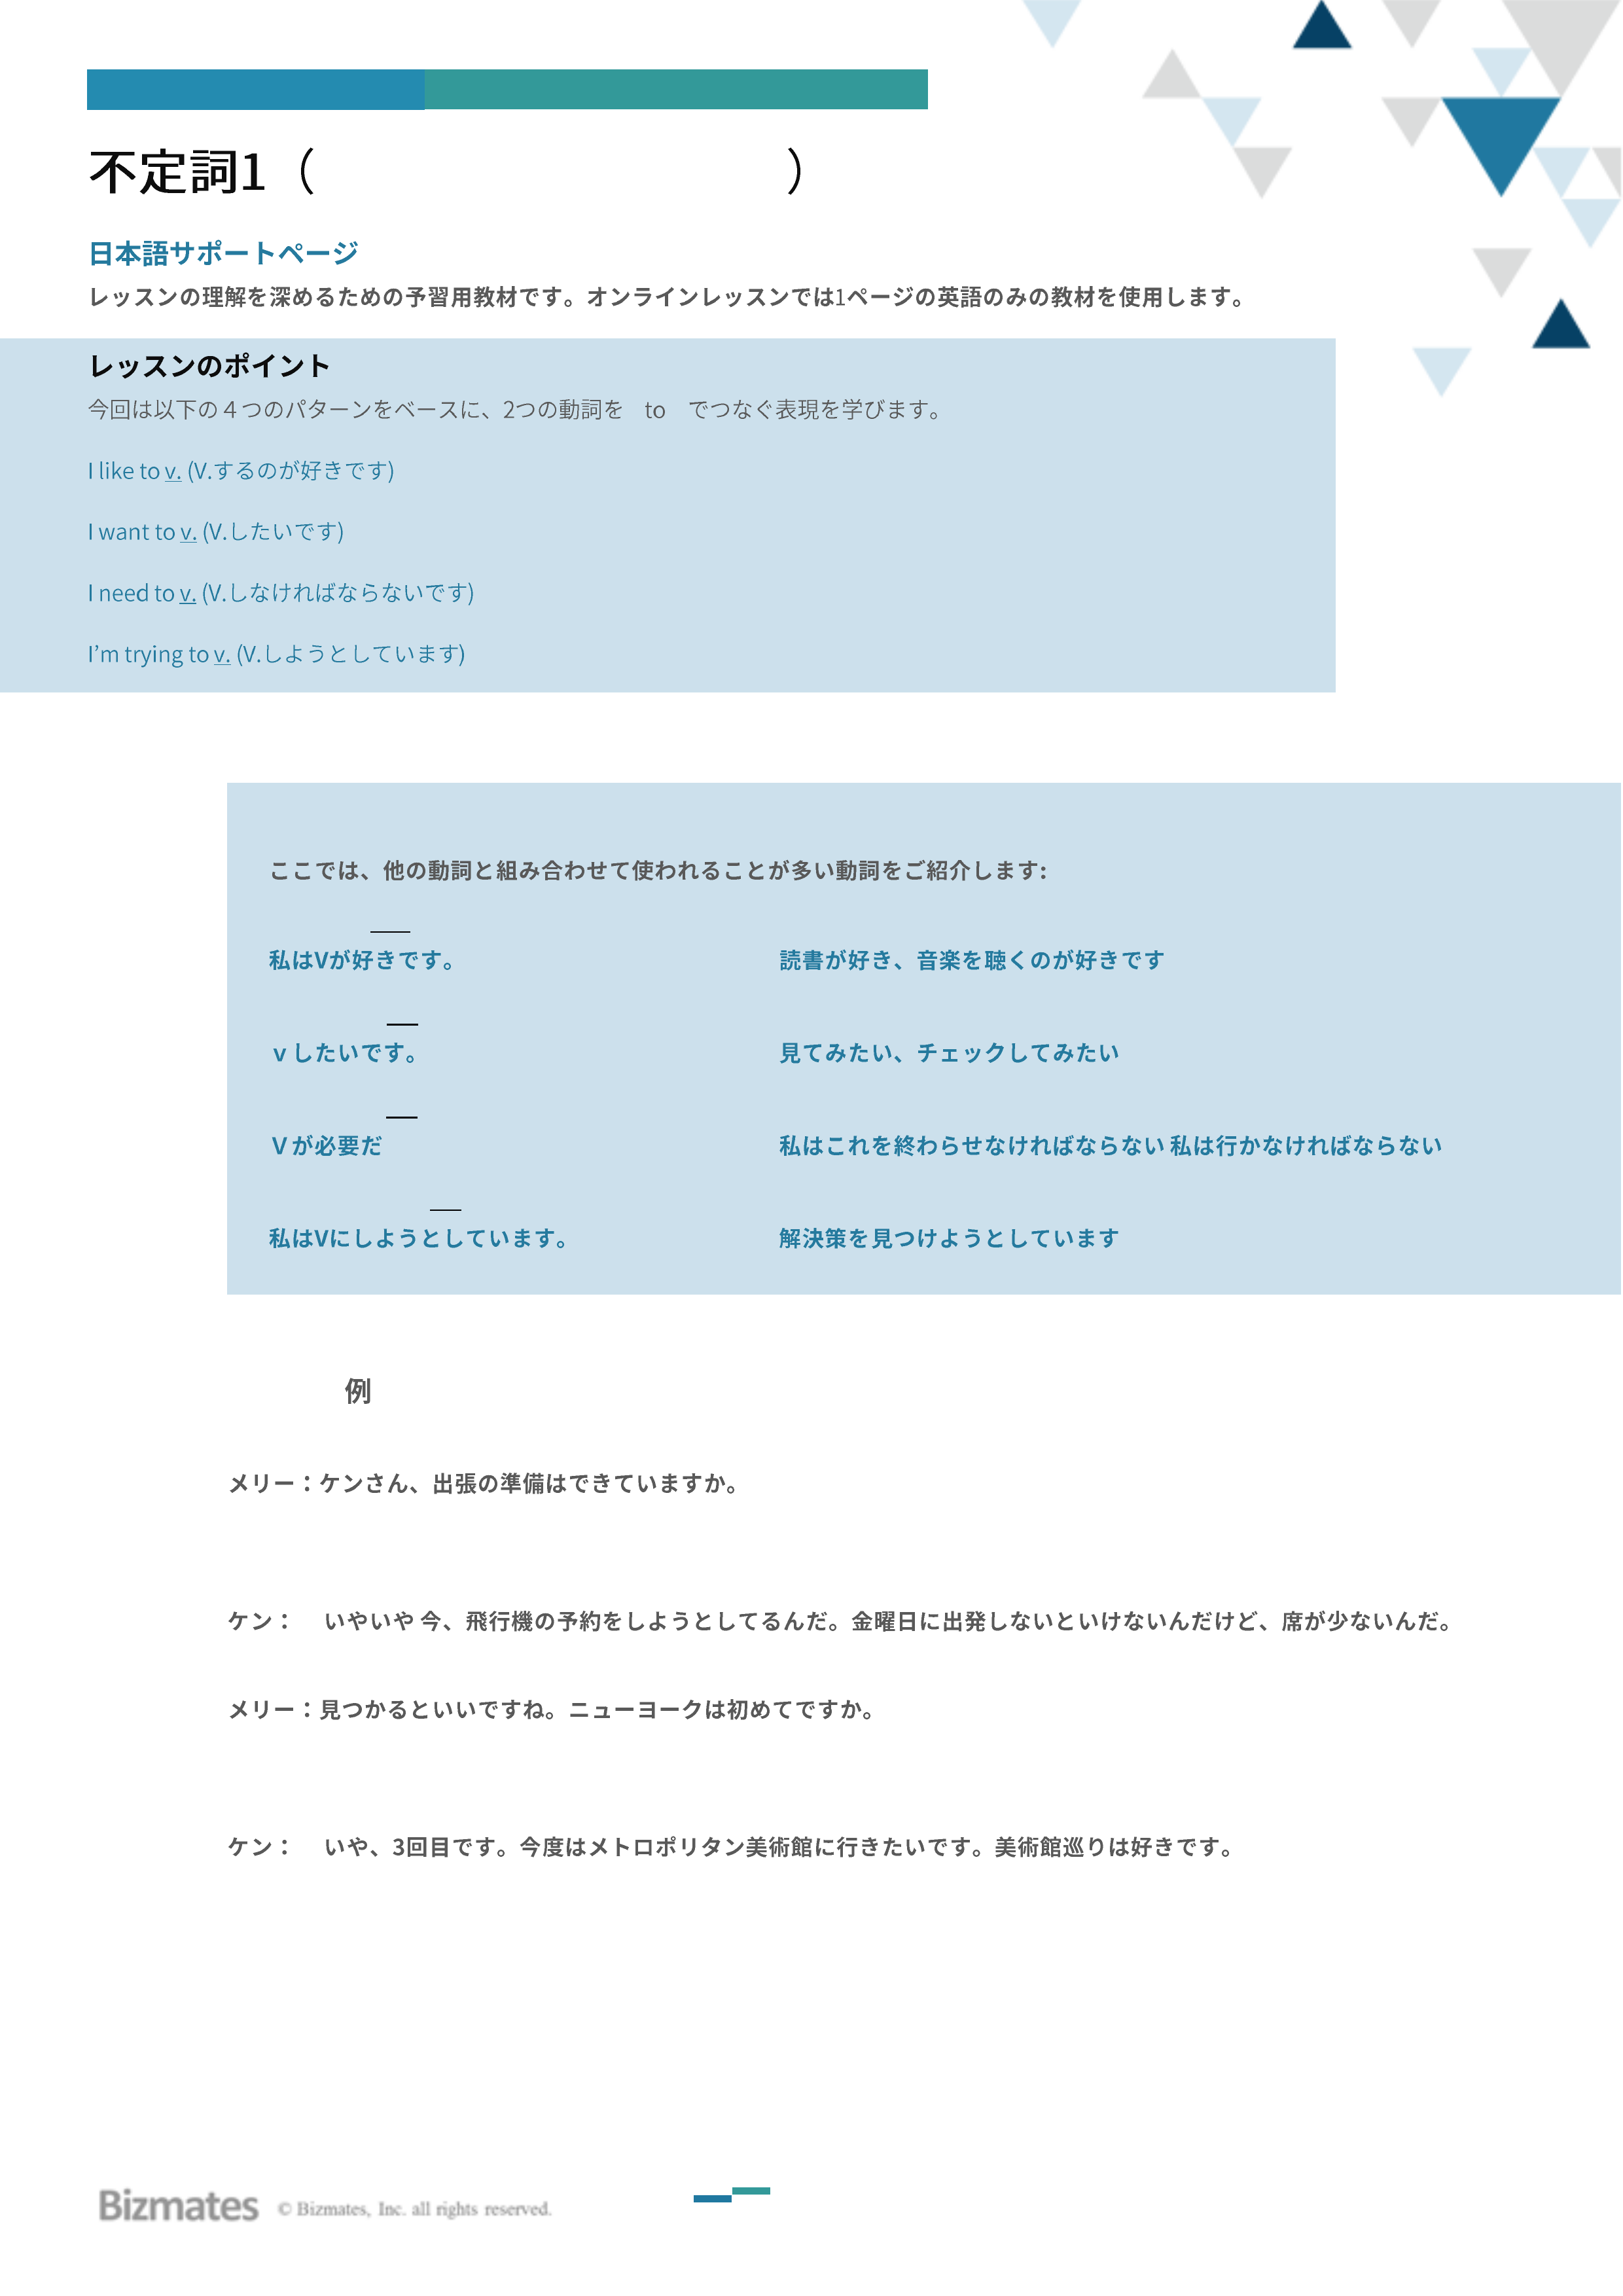 不定詞1（　　　　　　　　　）
日本語サポートページ
レッスンの理解を深めるための予習用教材です。オンラインレッスンでは1ページの英語のみの教材を使用します。
レッスンのポイント
今回は以下の４つのパターンをベースに、2つの動詞を　to　でつなぐ表現を学びます。
I like to v. (V.するのが好きです)
I want to v. (V.したいです)
I need to v. (V.しなければならないです)
I’m trying to v. (V.しようとしています)
ここでは、他の動詞と組み合わせて使われることが多い動詞をご紹介します:
私はVが好きです。　読書が好き、音楽を聴くのが好きです
ｖしたいです。　見てみたい、チェックしてみたい
Ｖが必要だ　私はこれを終わらせなければならない 私は行かなければならない
私はVにしようとしています。　解決策を見つけようとしています
例
メリー：ケンさん、出張の準備はできていますか。
ケン：　いやいや 今、飛行機の予約をしようとしてるんだ。金曜日に出発しないといけないんだけど、席が少ないんだ。
メリー：見つかるといいですね。ニューヨークは初めてですか。
ケン：　いや、3回目です。今度はメトロポリタン美術館に行きたいです。美術館巡りは好きです。
Bizmates © Bizmates, Inc. all rights reserved.